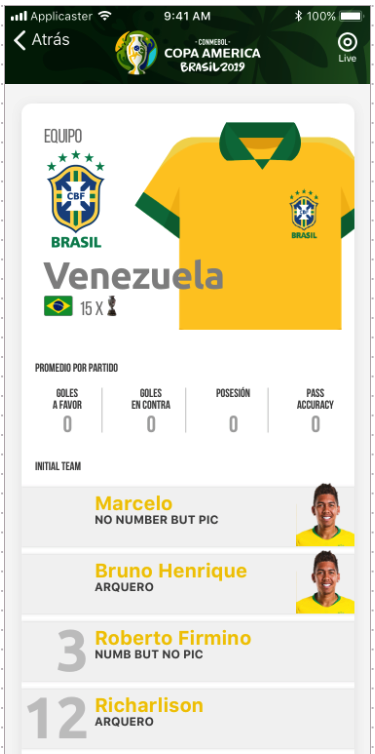 Applicaster 9:41 AM 100%
Atrás
CONMEBOL
COPA AMERICA
BRASIL2019
Live
EQUIPO
CBF
BRASIL
CBF
BRASIL
Venezuela
15 X
PROMEDIO POR PARTIDO
GOLES A FAVOR
0
GOLES EN CONTRA
0
POSESIÓN
0
PASS ACCURACY
0
INITIAL TEAM
Marcelo
NO NUMBER BUT PIC
Bruno Henrique
ARQUERO
3 Roberto Firmino
NUMB BUT NO PIC
12 Richarlison
ARQUERO